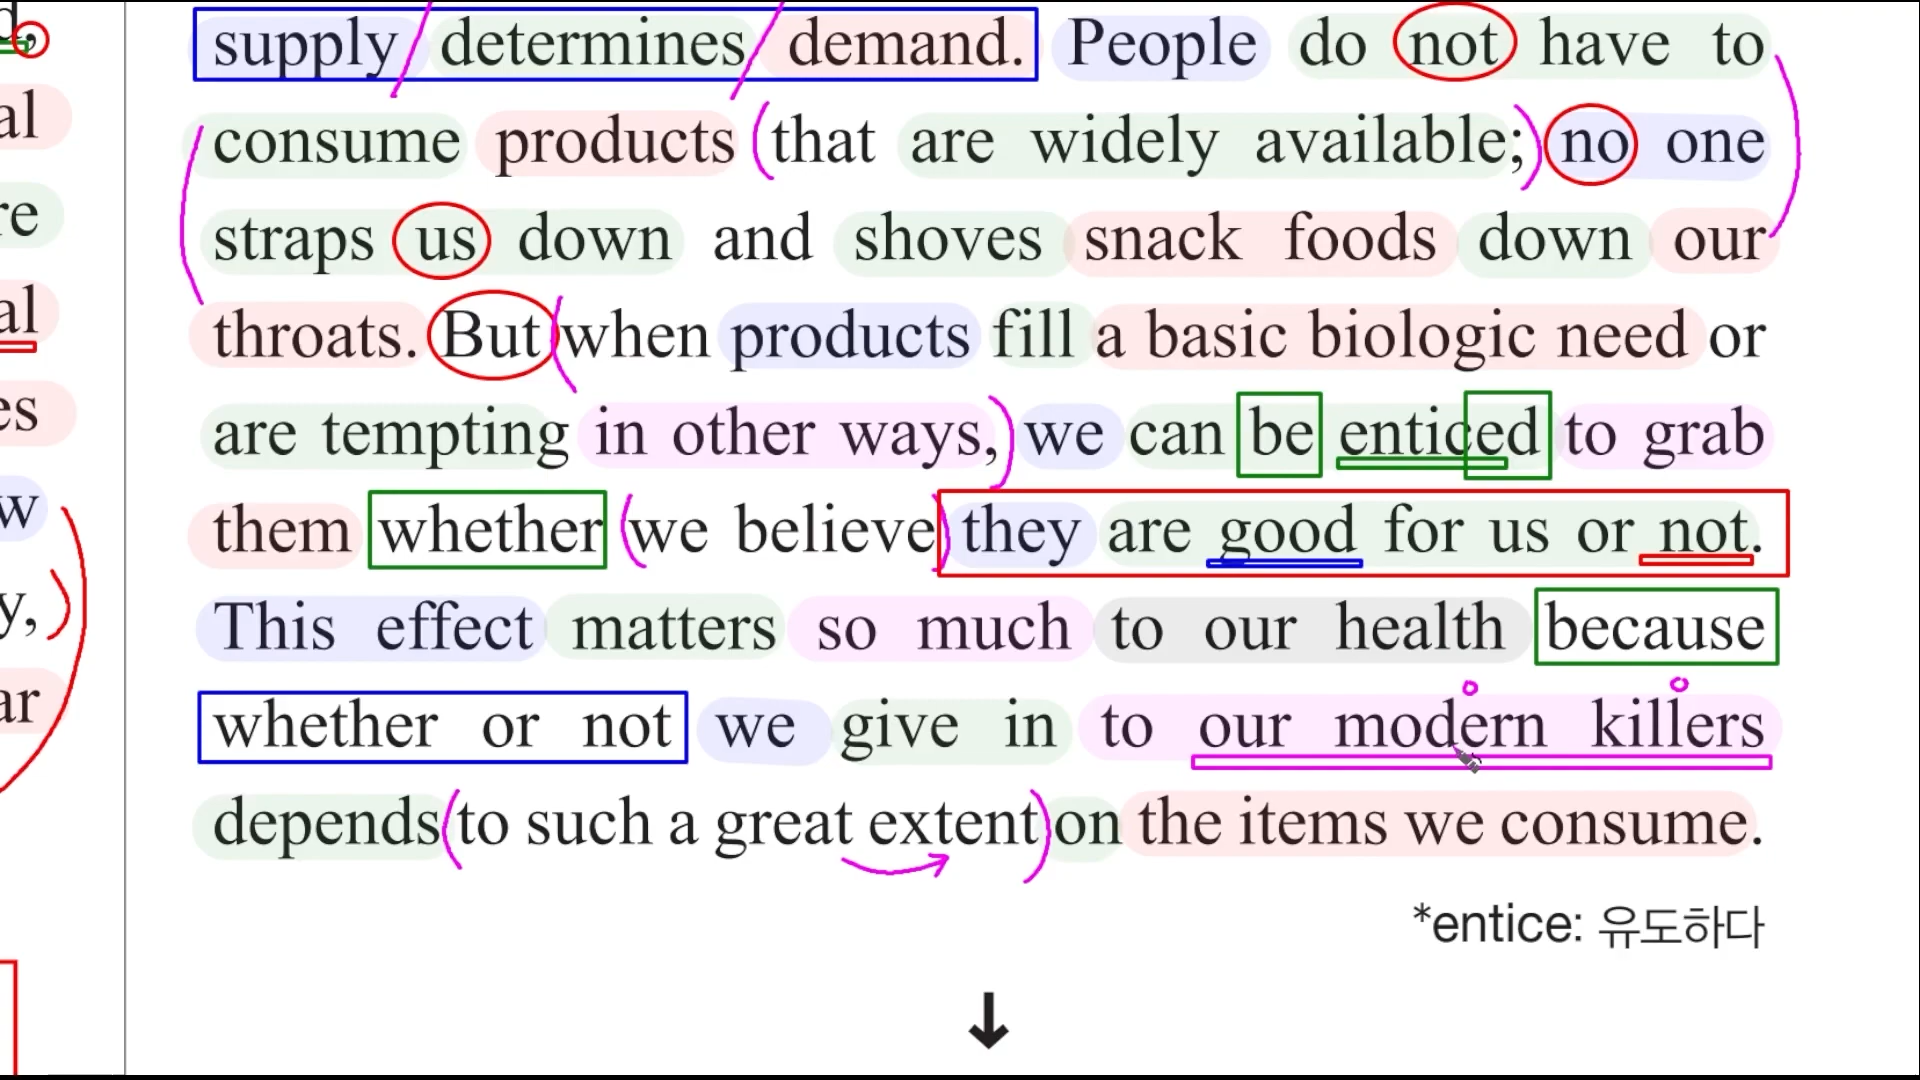 supply determines demand. People do not have to
consume products (that are widely available;) no one
straps us down and shoves snack foods down our
throats. But (when products fill a basic biologic need or
are tempting in other ways,) we can be enticed to grab
them whether (we believe) they are good for us or not.
This effect matters so much to our health because
whether or not we give in to our modern killers
depends (to such a great extent) on the items we consume.
*entice: 유도하다
↓